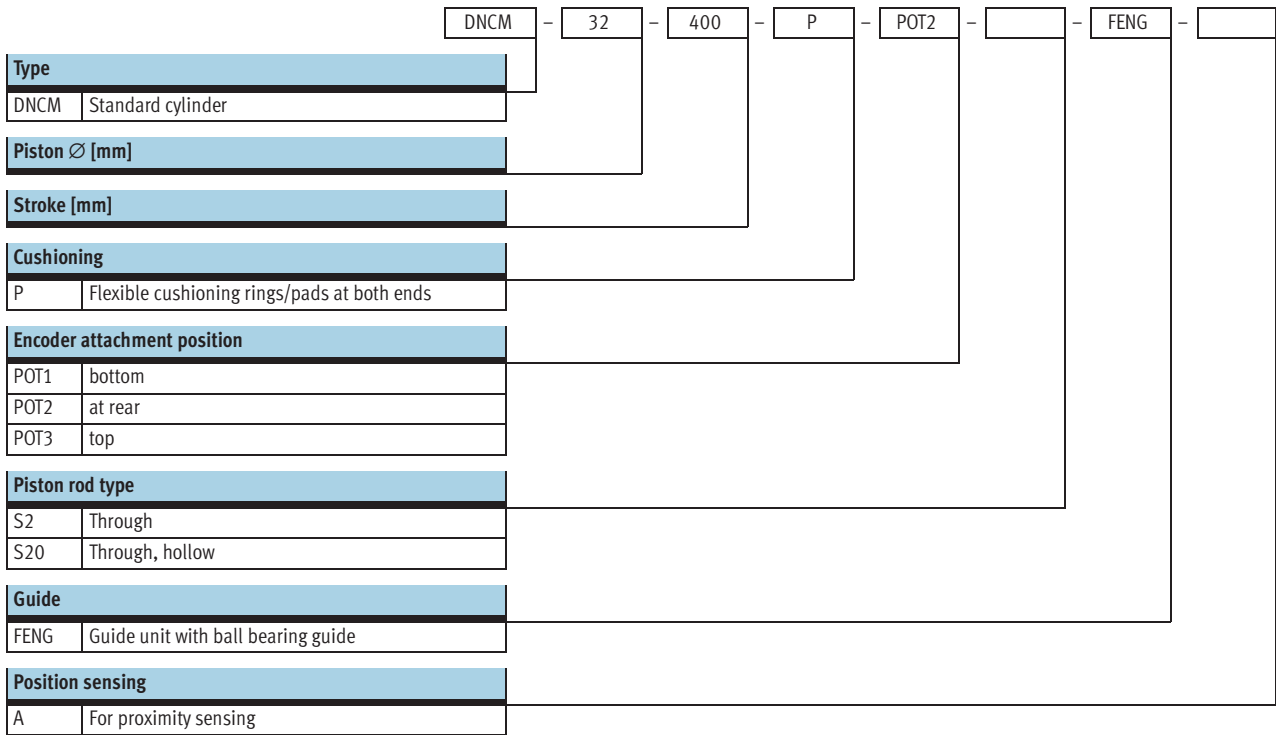 DNCM – 32 – 400 – P – POT2 – – FENG –
Type
DNCM Standard cylinder
Piston ∅ [mm]
Stroke [mm]
Cushioning
P Flexible cushioning rings/pads at both ends
Encoder attachment position
POT1 bottom
POT2 at rear
POT3 top
Piston rod type
S2 Through
S20 Through, hollow
Guide
FENG Guide unit with ball bearing guide
Position sensing
A For proximity sensing